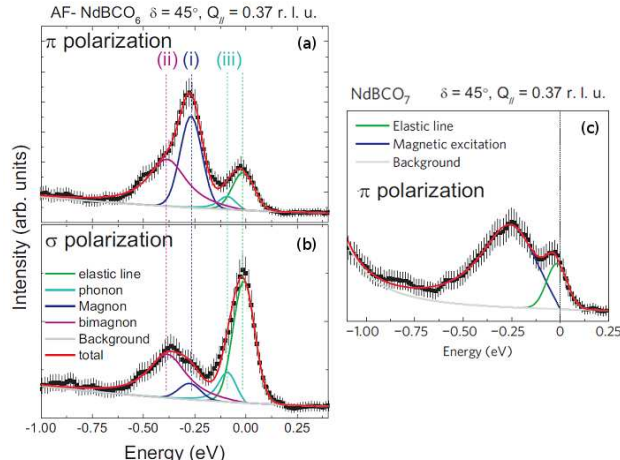 AF- NdBCO₆ δ = 45°, Q// = 0.37 r. l. u.
π polarization
(a)
(ii) (i) (iii)
σ polarization
(b)
elastic line
phonon
Magnon
bimagnon
Background
total
Intensity (arb. units)
-1.00 -0.75 -0.50 -0.25 0.00 0.25
Energy (eV)
NdBCO₇ δ = 45°, Q// = 0.37 r. l. u.
(c)
Elastic line
Magnetic excitation
Background
π polarization
−1.00 −0.75 −0.50 −0.25 0 0.25
Energy (eV)